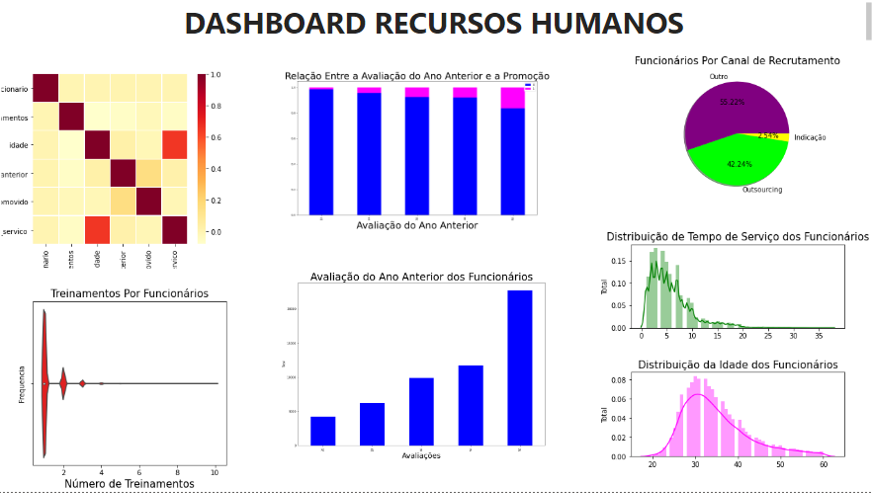 DASHBOARD RECURSOS HUMANOS
1.0
0.8
0.6
0.4
0.2
0.0
cionario
mentos
idade
anterior
omovido
servico
nario
entos
dade
terior
ovido
rvico
Treinamentos Por Funcionários
Frequencia
2 4 6 8 10
Número de Treinamentos
Relação Entre a Avaliação do Ano Anterior e a Promoção
Avaliação do Ano Anterior
Avaliação do Ano Anterior dos Funcionários
Avaliações
Funcionários Por Canal de Recrutamento
Outro
55.22%
2.54%
Indicação
42.24%
Outsourcing
Distribuição de Tempo de Serviço dos Funcionários
Total
0.15
0.10
0.05
0.00
0 5 10 15 20 25 30 35
Distribuição da Idade dos Funcionários
Total
0.08
0.06
0.04
0.02
0.00
20 30 40 50 60